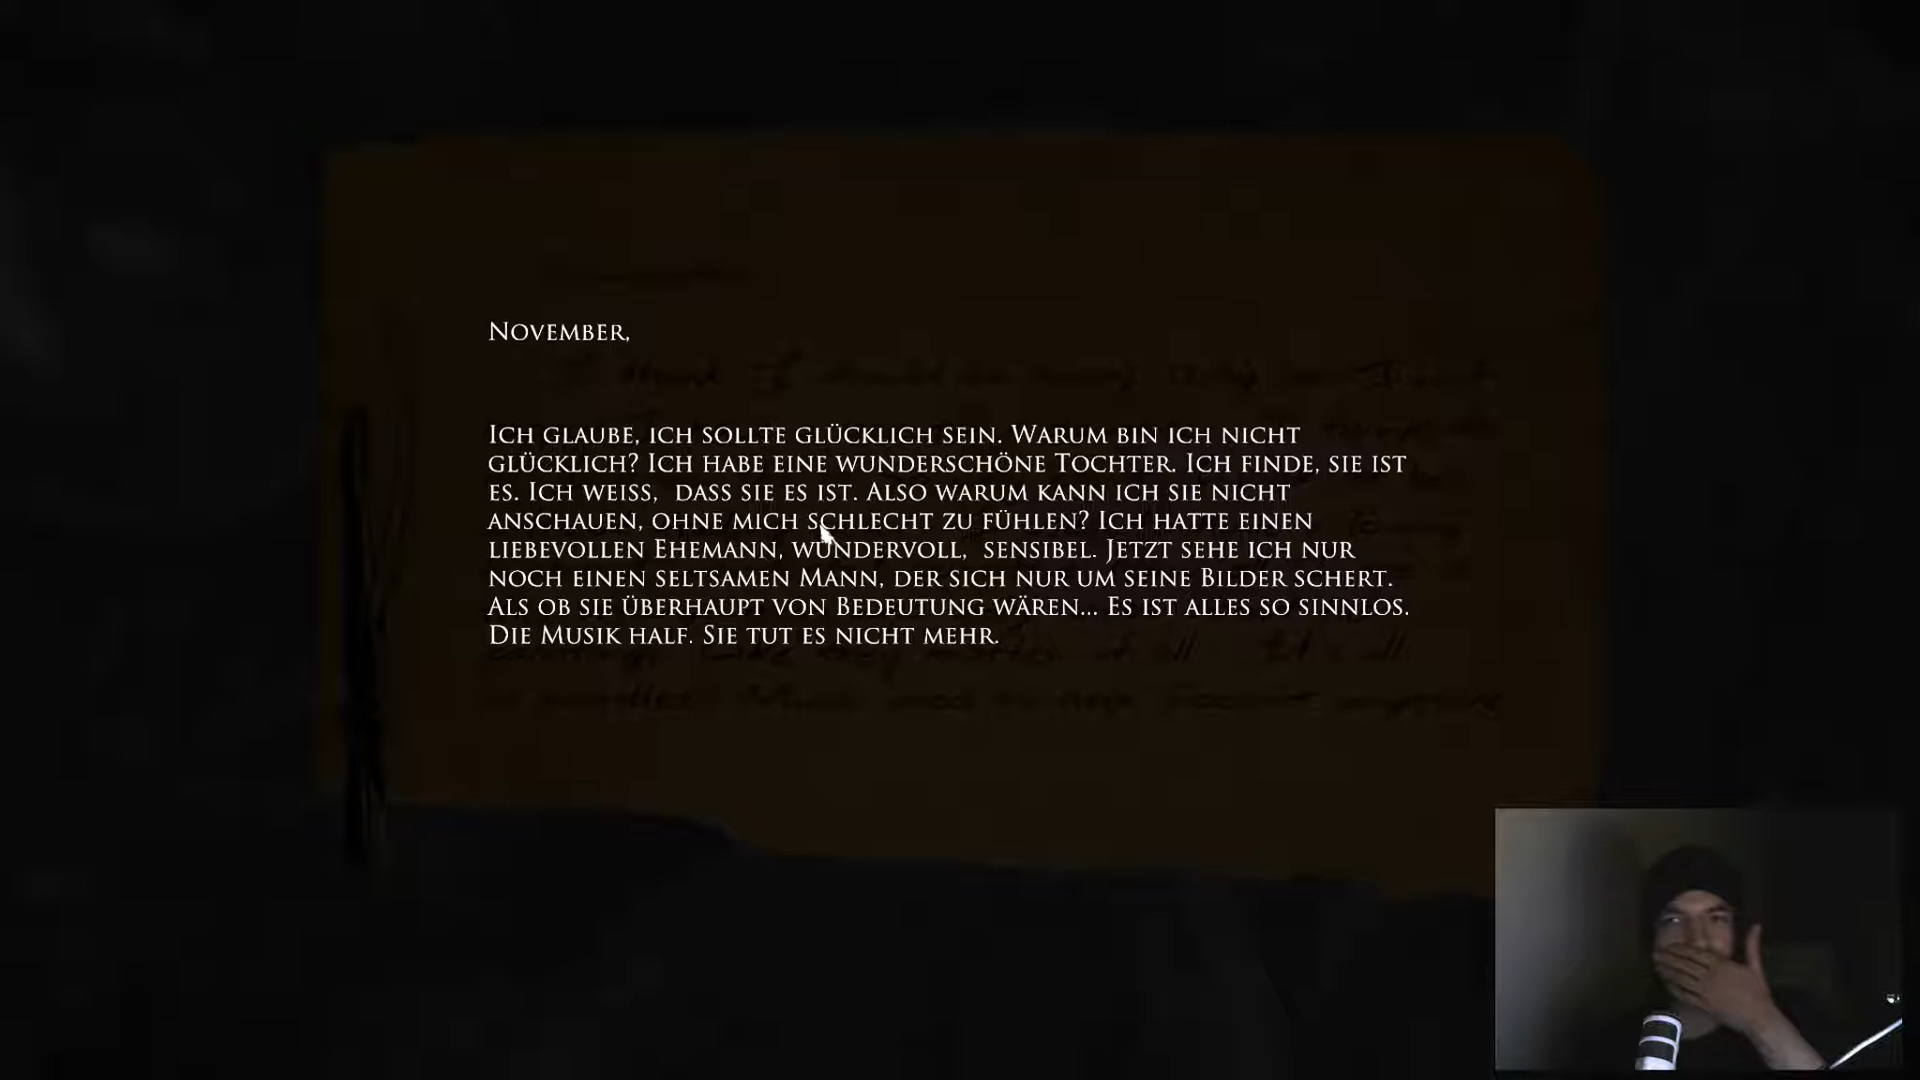 November,
Ich glaube, ich sollte glücklich sein. Warum bin ich nicht
glücklich? Ich habe eine wunderschöne Tochter. Ich finde, sie ist
es. Ich weiss,  dass sie es ist. Also warum kann ich sie nicht
anschauen, ohne mich schlecht zu fühlen? Ich hatte einen
liebevollen Ehemann, wundervoll,  sensibel. Jetzt sehe ich nur
noch einen seltsamen Mann, der sich nur um seine Bilder schert.
Als ob sie überhaupt von Bedeutung wären... Es ist alles so sinnlos.
Die Musik half. Sie tut es nicht mehr.